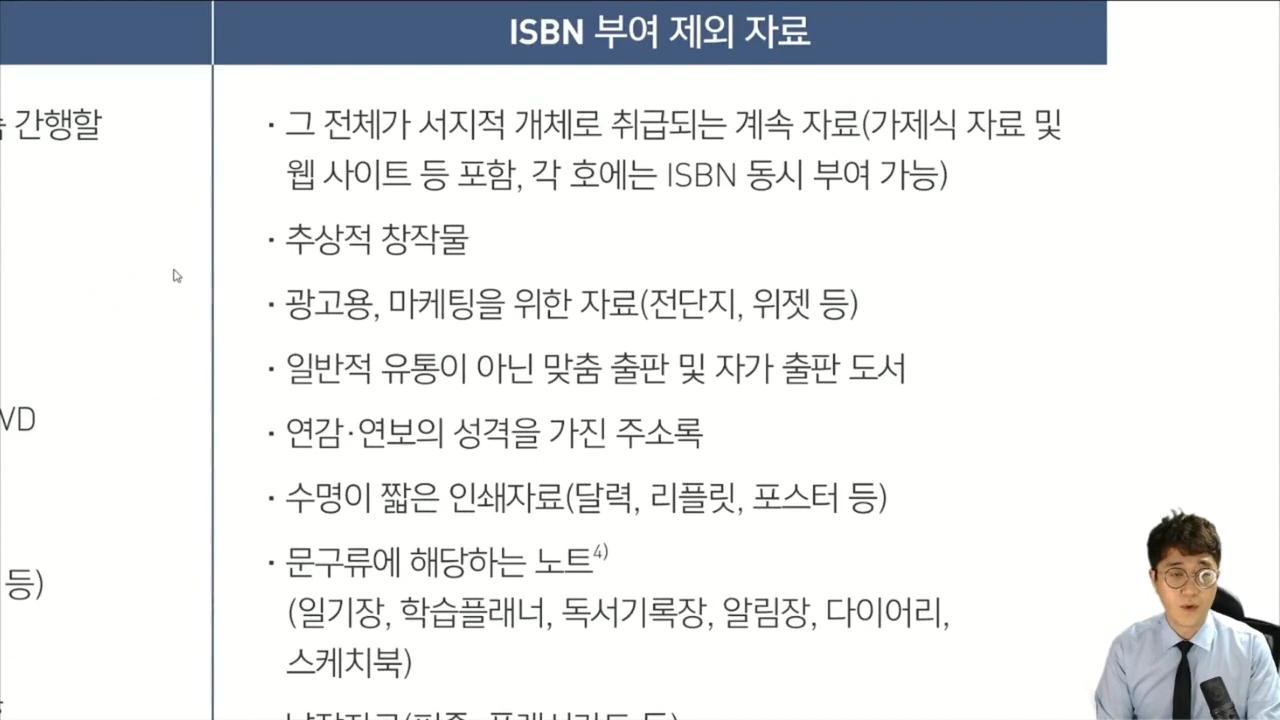 ISBN 부여 제외 자료
간행할
· 그 전체가 서지적 개체로 취급되는 계속 자료(가제식 자료 및
웹 사이트 등 포함, 각 호에는 ISBN 동시 부여 가능)
· 추상적 창작물
· 광고용, 마케팅을 위한 자료(전단지, 위젯 등)
· 일반적 유통이 아닌 맞춤 출판 및 자가 출판 도서
VD
· 연감·연보의 성격을 가진 주소록
· 수명이 짧은 인쇄자료(달력, 리플릿, 포스터 등)
· 문구류에 해당하는 노트4)
등)
(일기장, 학습플래너, 독서기록장, 알림장, 다이어리,
스케치북)